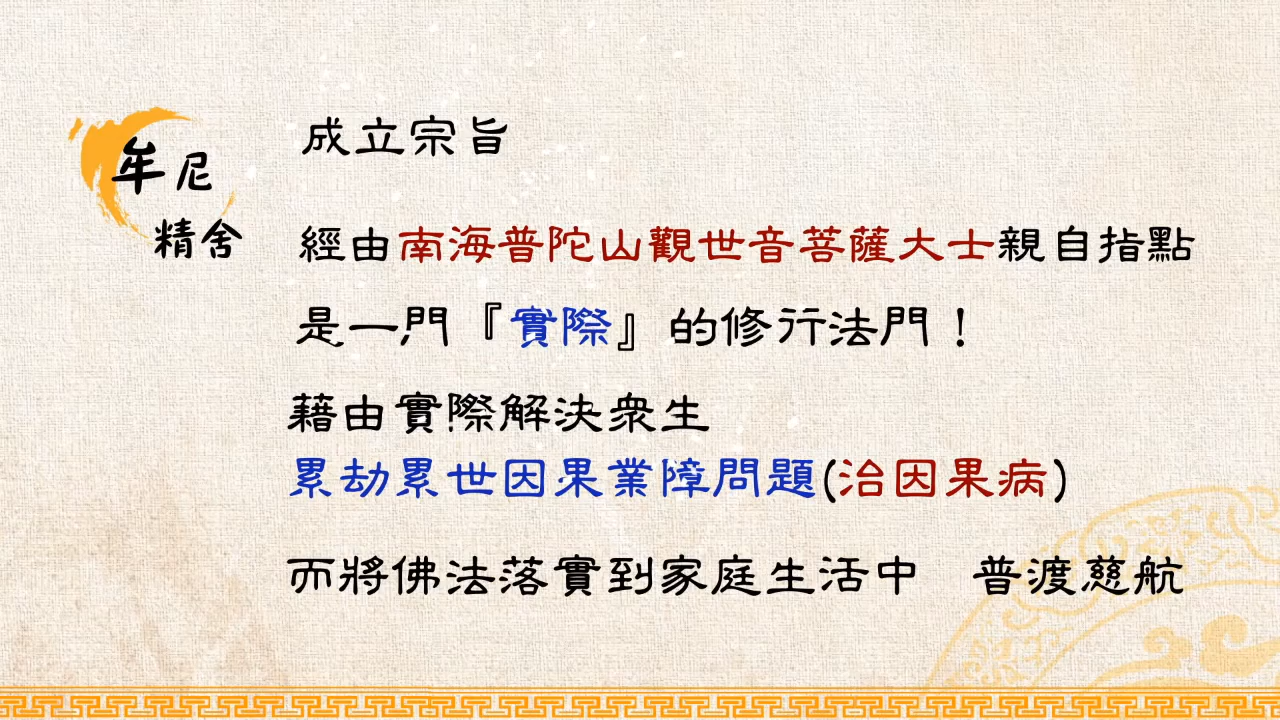 牟尼
精舍
成立宗旨
經由南海普陀山觀世音菩薩大士親自指點
是一門『實際』的修行法門！
藉由實際解決衆生
累劫累世因果業障問題(治因果病)
而將佛法落實到家庭生活中　普渡慈航